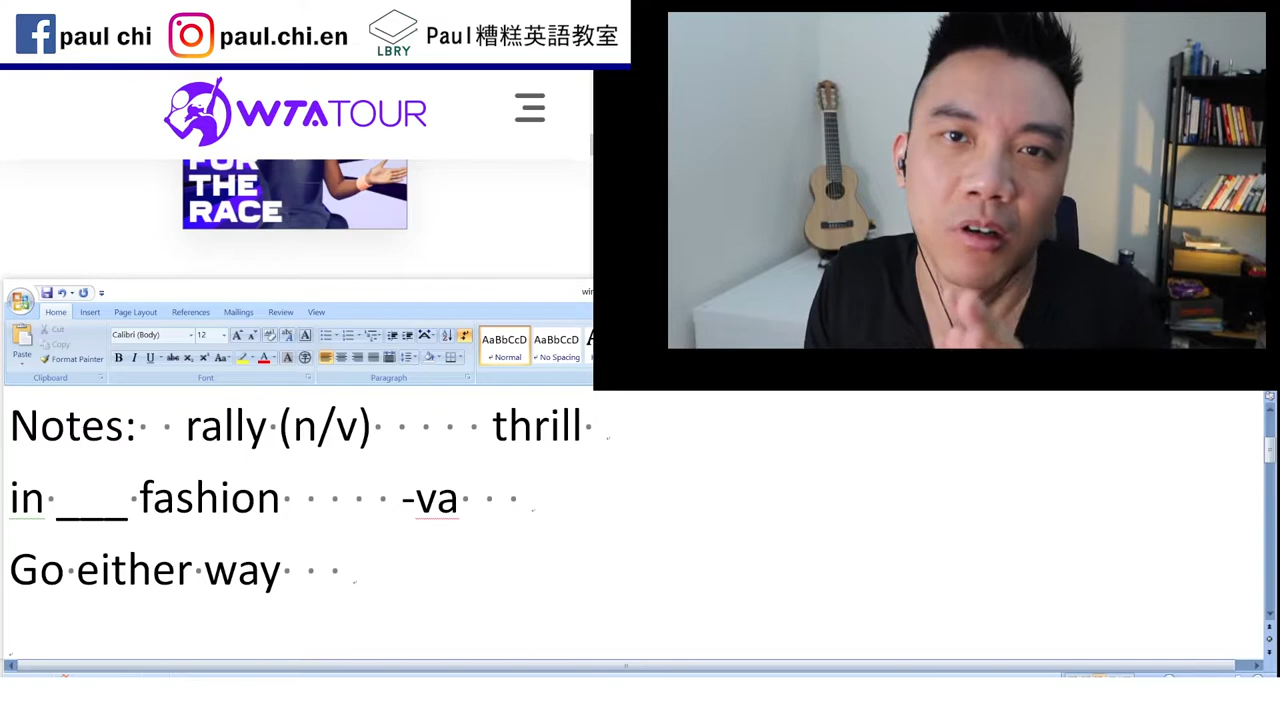 paul chi paul.chi.en LBRY Paul糟糕英語教室
WTATOUR
FOR
THE
RACE
Home Insert Page Layout References Mailings Review View
Paste
Cut
Copy
Format Painter
Calibri (Body) 12
AaBbCcD AaBbCcD
Normal No Spacing
Clipboard Font Paragraph
Notes: rally (n/v) thrill
in ___ fashion -va
Go either way